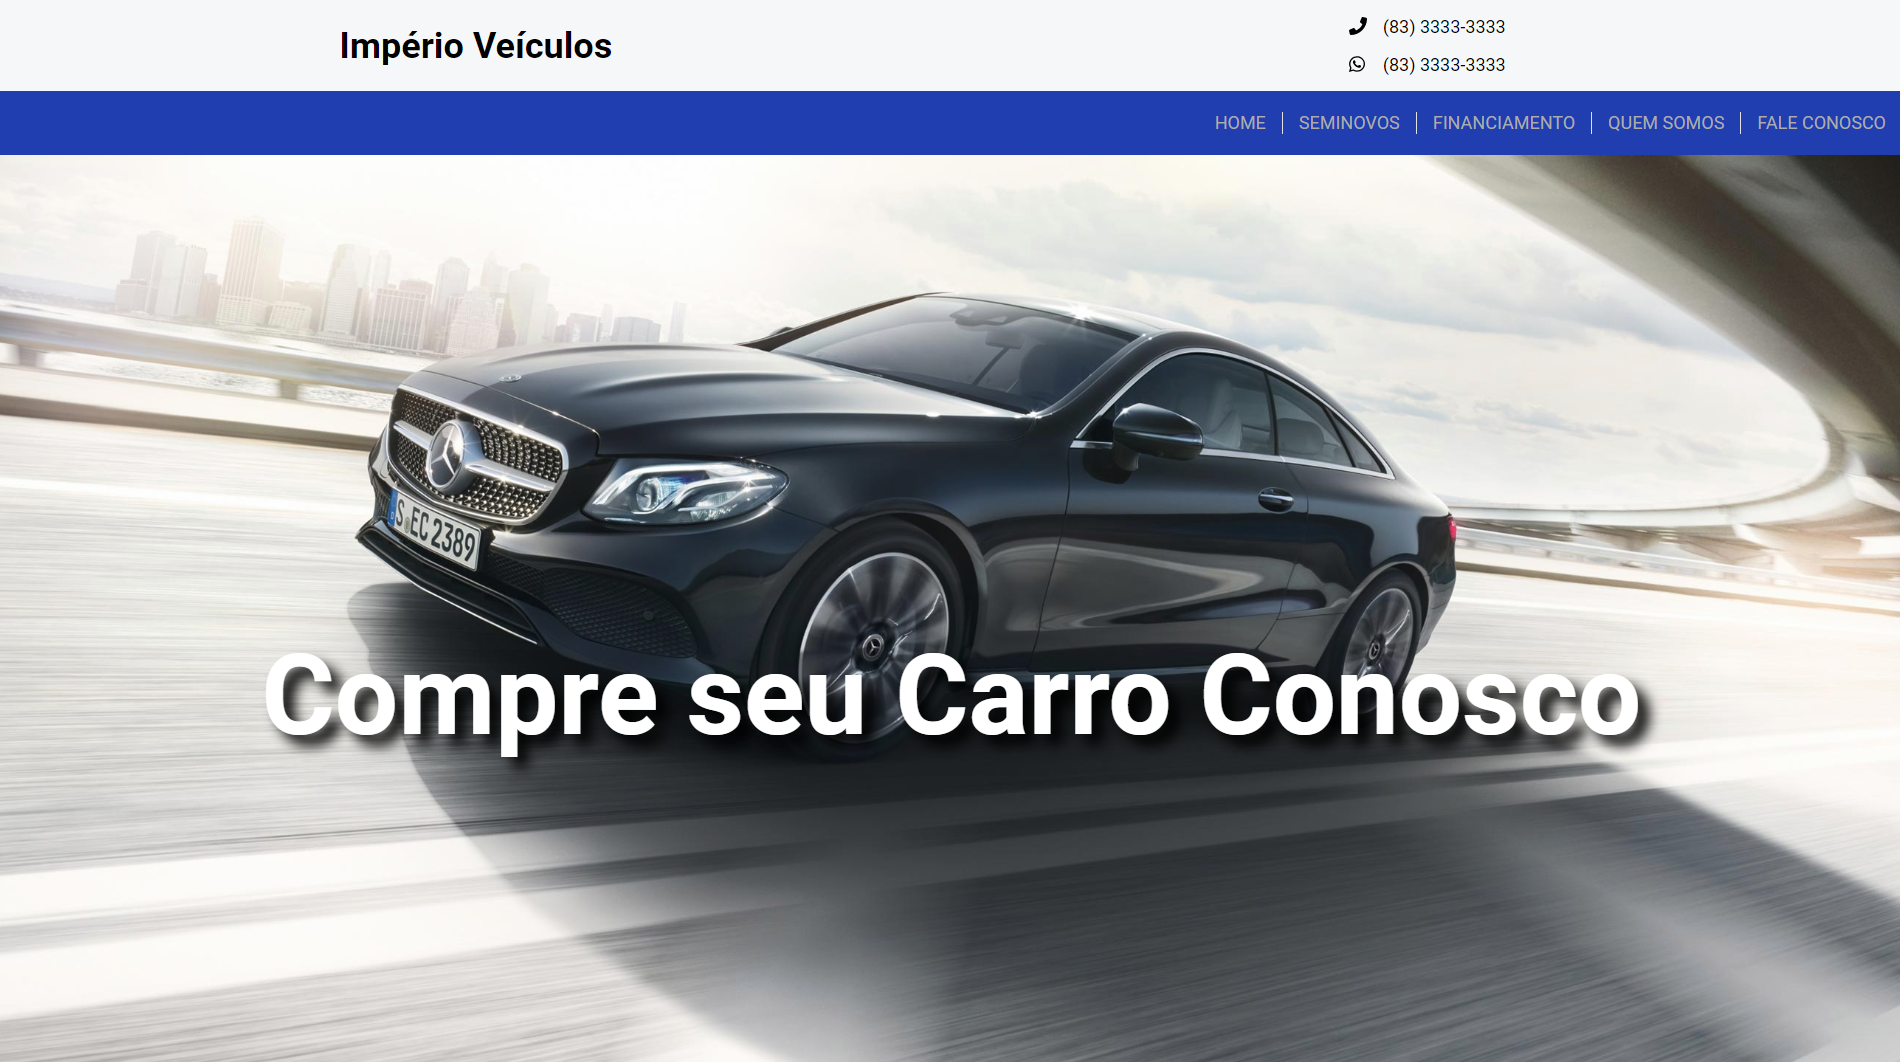 Império Veículos
(83) 3333-3333
(83) 3333-3333
HOME
SEMINOVOS
FINANCIAMENTO
QUEM SOMOS
FALE CONOSCO
S EC 2389
Compre seu Carro Conosco